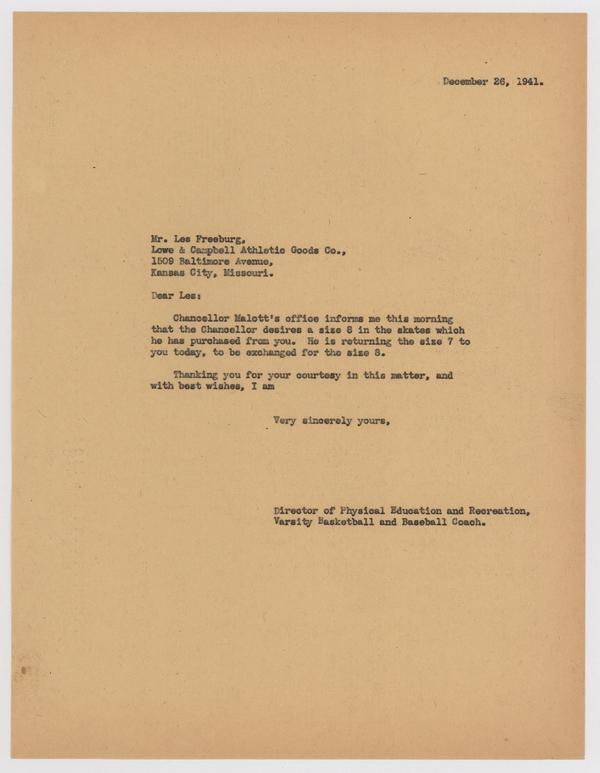 December 26, 1941.
Mr. Les Freeburg,
Lowe & Campbell Athletic Goods Co.,
1509 Baltimore Avenue,
Kansas City, Missouri.
Dear Les:
Chancellor Malott's office informs me this morning
that the Chancellor desires a size 8 in the skates which
he has purchased from you. He is returning the size 7 to
you today, to be exchanged for the size 8.
Thanking you for your courtesy in this matter, and
with best wishes, I am
Very sincerely yours,
Director of Physical Education and Recreation,
Varsity Basketball and Baseball Coach.